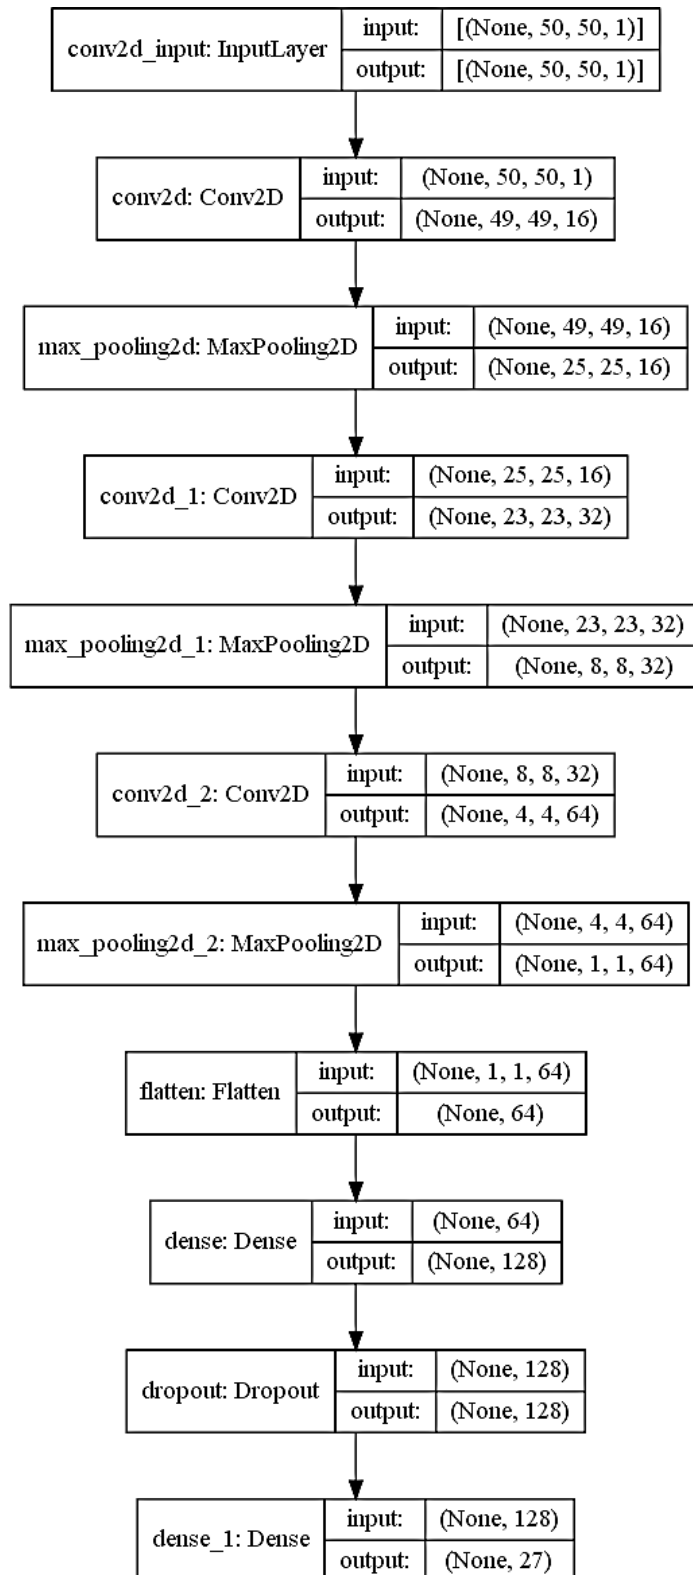 conv2d_input: InputLayer
input: [(None, 50, 50, 1)]
output: [(None, 50, 50, 1)]
conv2d: Conv2D
input: (None, 50, 50, 1)
output: (None, 49, 49, 16)
max_pooling2d: MaxPooling2D
input: (None, 49, 49, 16)
output: (None, 25, 25, 16)
conv2d_1: Conv2D
input: (None, 25, 25, 16)
output: (None, 23, 23, 32)
max_pooling2d_1: MaxPooling2D
input: (None, 23, 23, 32)
output: (None, 8, 8, 32)
conv2d_2: Conv2D
input: (None, 8, 8, 32)
output: (None, 4, 4, 64)
max_pooling2d_2: MaxPooling2D
input: (None, 4, 4, 64)
output: (None, 1, 1, 64)
flatten: Flatten
input: (None, 1, 1, 64)
output: (None, 64)
dense: Dense
input: (None, 64)
output: (None, 128)
dropout: Dropout
input: (None, 128)
output: (None, 128)
dense_1: Dense
input: (None, 128)
output: (None, 27)